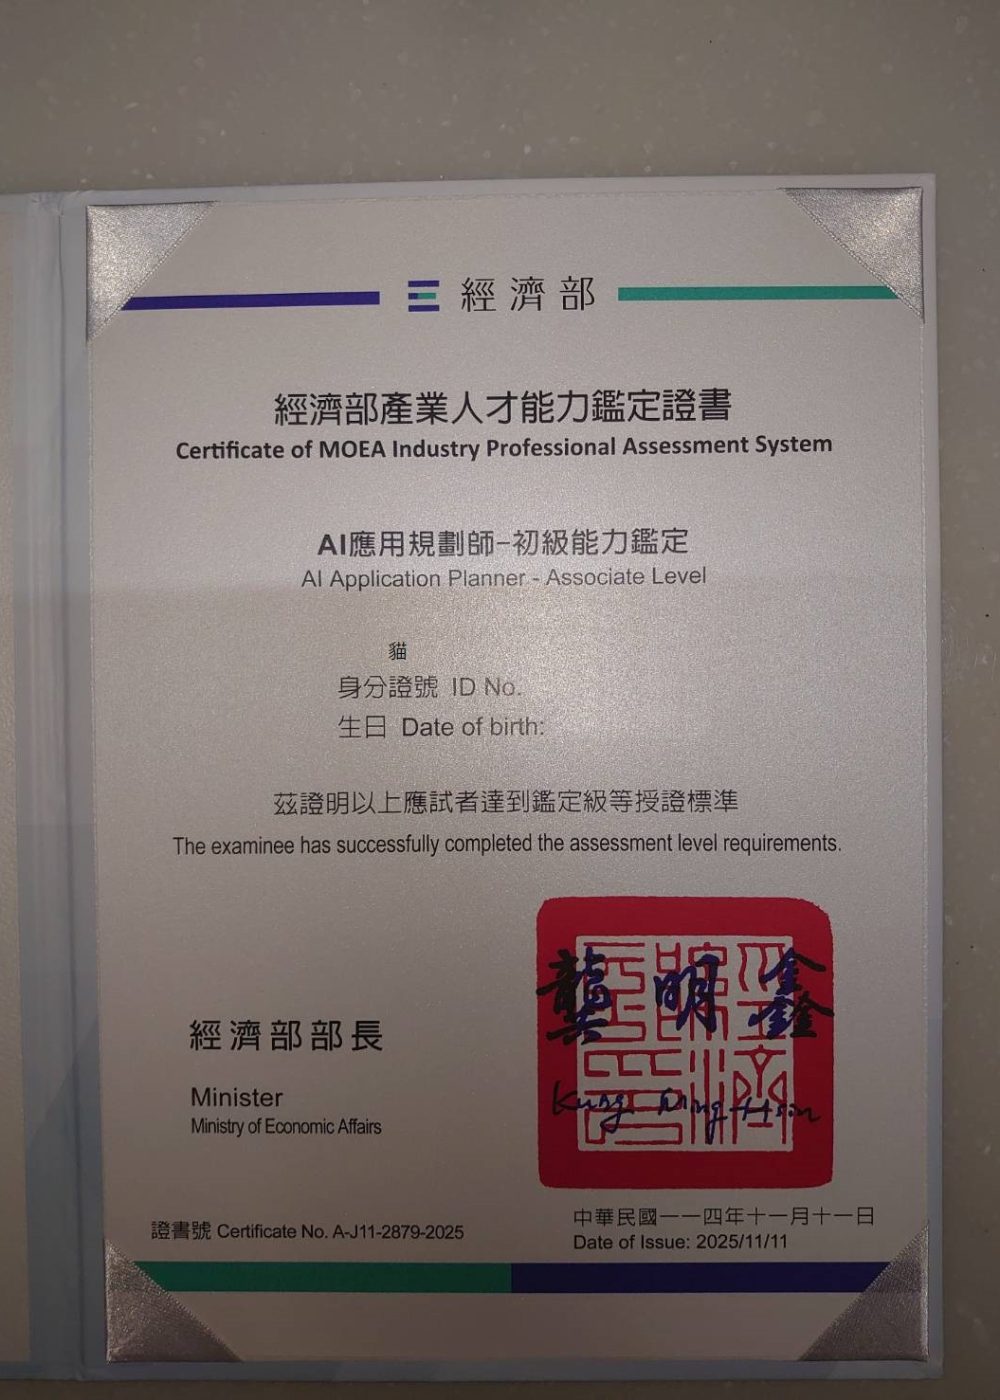 經濟部
經濟部產業人才能力鑑定證書
Certificate of MOEA Industry Professional Assessment System
AI應用規劃師-初級能力鑑定
AI Application Planner - Associate Level
貓
身分證號 ID No.
生日 Date of birth:
茲證明以上應試者達到鑑定級等授證標準
The examinee has successfully completed the assessment level requirements.
龔明鑫
Kung Ming-Hsin
經濟部部長
Minister
Ministry of Economic Affairs
證書號 Certificate No. A-J11-2879-2025
中華民國一一四年十一月十一日
Date of Issue: 2025/11/11